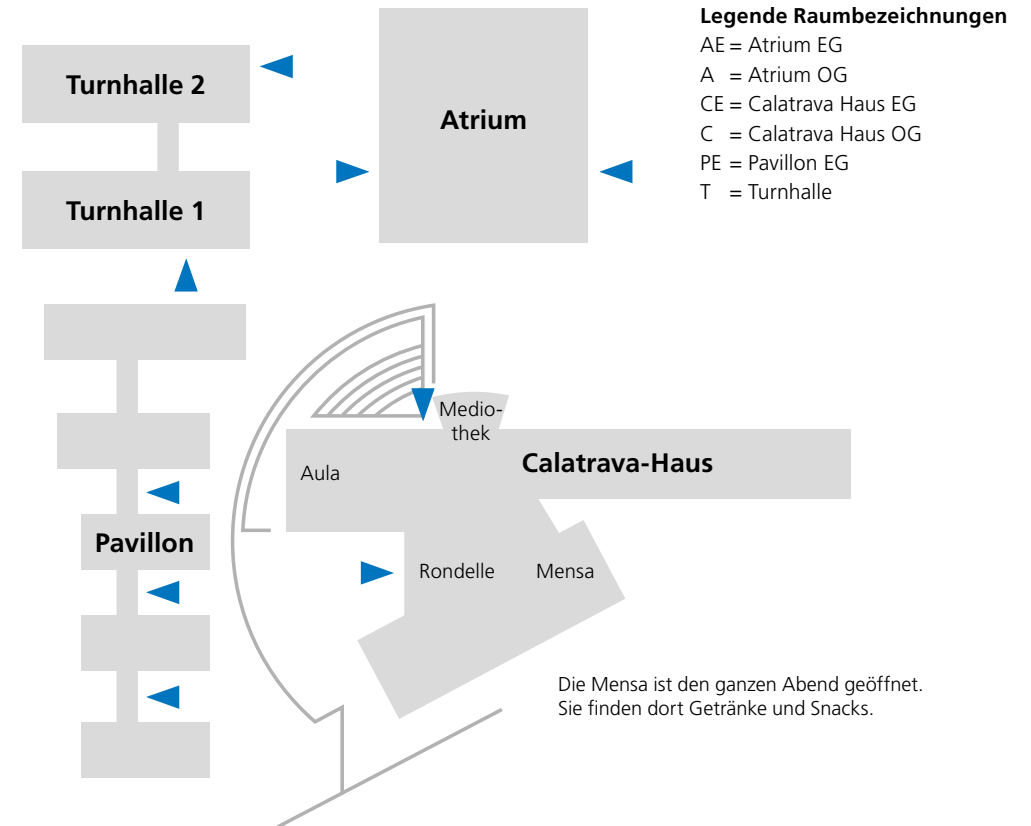 Legende Raumbezeichnungen
AE = Atrium EG
A = Atrium OG
CE = Calatrava Haus EG
C = Calatrava Haus OG
PE = Pavillon EG
T = Turnhalle
Turnhalle 2
Atrium
Turnhalle 1
Medio-
thek
Aula
Calatrava-Haus
Pavillon
Rondelle
Mensa
Die Mensa ist den ganzen Abend geöffnet.
Sie finden dort Getränke und Snacks.